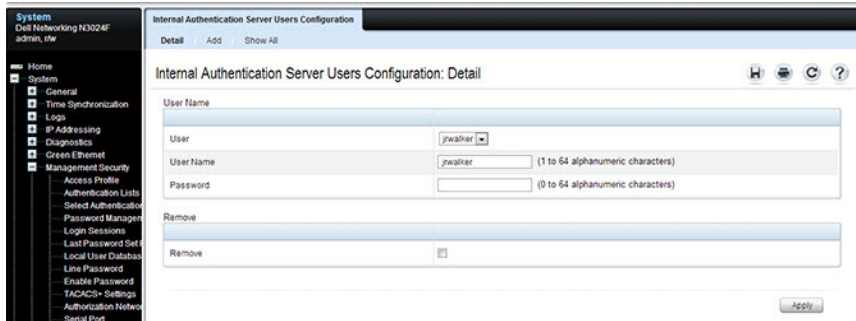 System
Dell Networking N3024F
admin, r/w
Home
System
General
Time Synchronization
Logs
IP Addressing
Diagnostics
Green Ethernet
Management Security
Access Profile
Authentication Lists
Select Authentication
Password Managem
Login Sessions
Last Password Set R
Local User Databas
Line Password
Enable Password
TACACS+ Settings
Authorization Networ
Serial Port
Internal Authentication Server Users Configuration
Detail Add Show All
Internal Authentication Server Users Configuration: Detail
User Name
User jrwalker
User Name jrwalker (1 to 64 alphanumeric characters)
Password (0 to 64 alphanumeric characters)
Remove
Remove
Apply